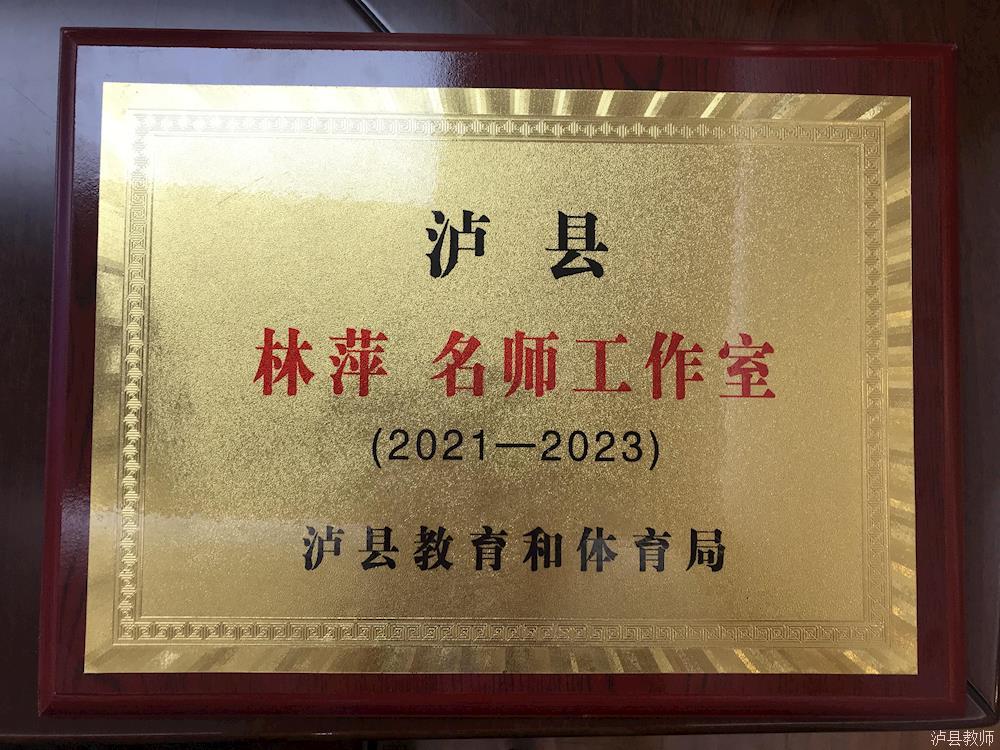 泸 县
林萍 名师工作室
(2021—2023)
泸县教育和体育局
泸县教师